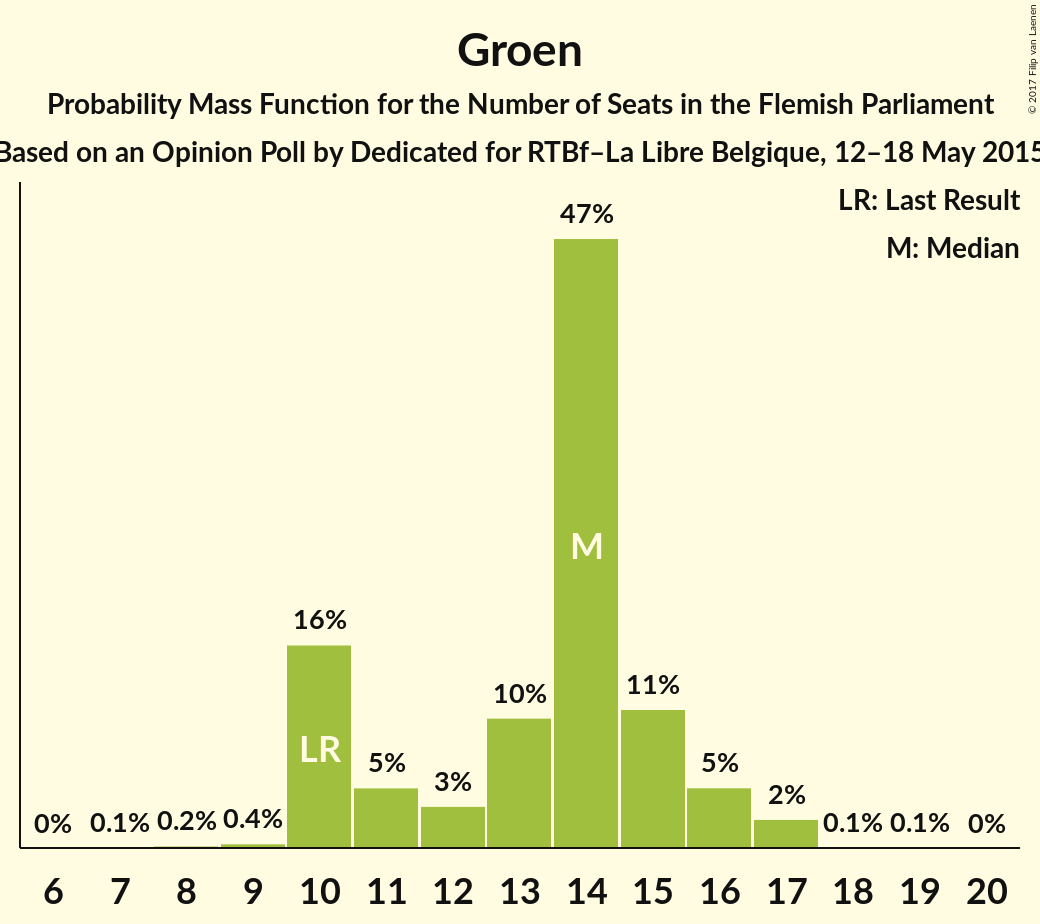 Groen
Probability Mass Function for the Number of Seats in the Flemish Parliament
Based on an Opinion Poll by Dedicated for RTBf–La Libre Belgique, 12–18 May 2015
© 2017 Filip van Laenen
LR: Last Result
M: Median
0% 0.1% 0.2% 0.4% 16% 5% 3% 10% 47% 11% 5% 2% 0.1% 0.1% 0%
LR M
6 7 8 9 10 11 12 13 14 15 16 17 18 19 20